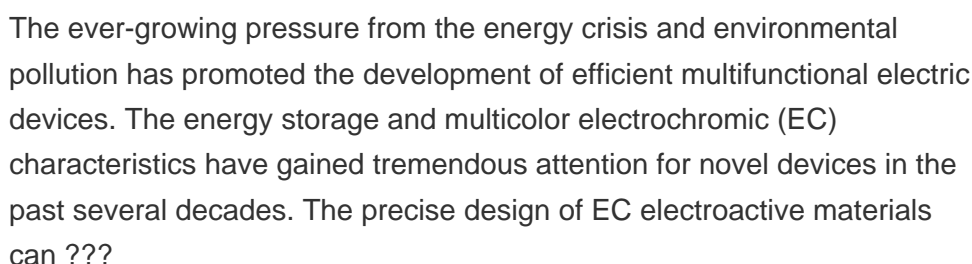 The ever-growing pressure from the energy crisis and environmental
pollution has promoted the development of efficient multifunctional electric
devices. The energy storage and multicolor electrochromic (EC)
characteristics have gained tremendous attention for novel devices in the
past several decades. The precise design of EC electroactive materials
can ???